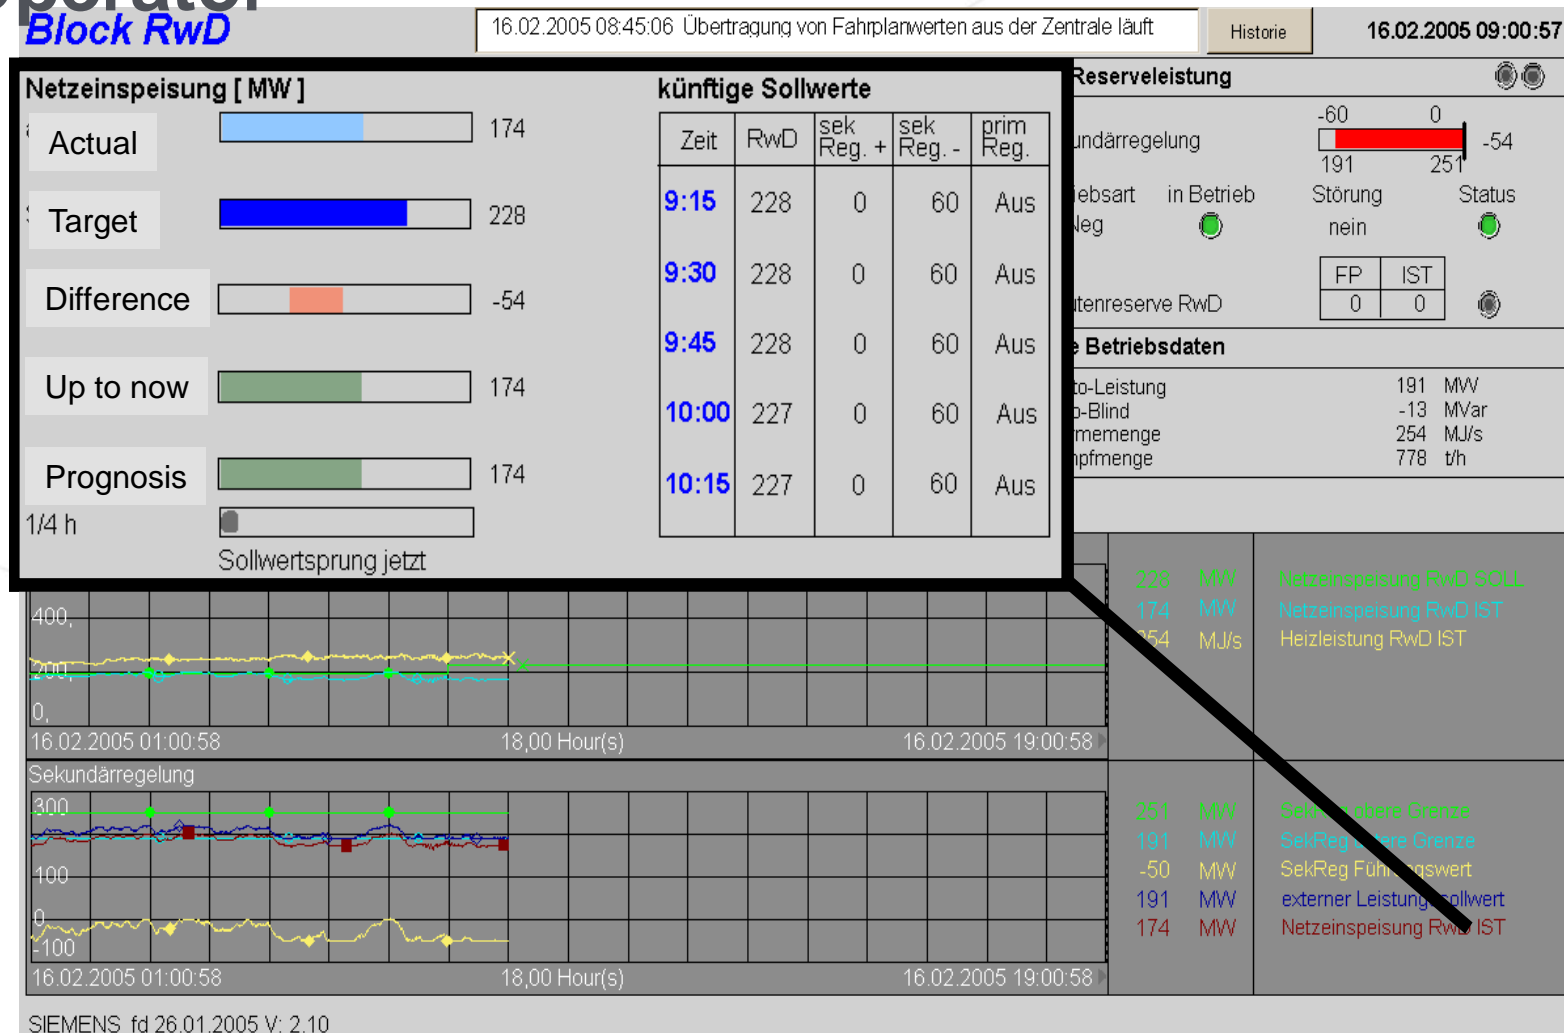 Operator
Block RwD
16.02.2005 08:45:06 Übertragung von Fahrplanwerten aus der Zentrale läuft
Historie
16.02.2005 09:00:57
Netzeinspeisung [ MW ]
Actual
174
Target
228
Difference
-54
Up to now
174
Prognosis
174
1/4 h
Sollwertsprung jetzt
künftige Sollwerte
Zeit RwD sek Reg. + sek Reg. - prim Reg.
9:15 228 0 60 Aus
9:30 228 0 60 Aus
9:45 228 0 60 Aus
10:00 227 0 60 Aus
10:15 227 0 60 Aus
Reserveleistung
-60 0
undärregelung -54
191 251
iebsart in Betrieb Störung Status
Neg nein
FP IST
utenreserve RwD 0 0
e Betriebsdaten
to-Leistung 191 MW
o-Blind -13 MVar
rmemenge 254 MJ/s
npfmenge 778 t/h
400,
200,
0,
16.02.2005 01:00:58 18,00 Hour(s) 16.02.2005 19:00:58
228 MW Netzeinspeisung RwD SOLL
174 MW Netzeinspeisung RwD IST
254 MJ/s Heizleistung RwD IST
Sekundärregelung
300
100
0
-100
16.02.2005 01:00:58 18,00 Hour(s) 16.02.2005 19:00:58
251 MW SekReg obere Grenze
191 MW SekReg untere Grenze
-50 MW SekReg Führungswert
191 MW externer Leistungssollwert
174 MW Netzeinspeisung RwD IST
SIEMENS fd 26.01.2005 V: 2.10